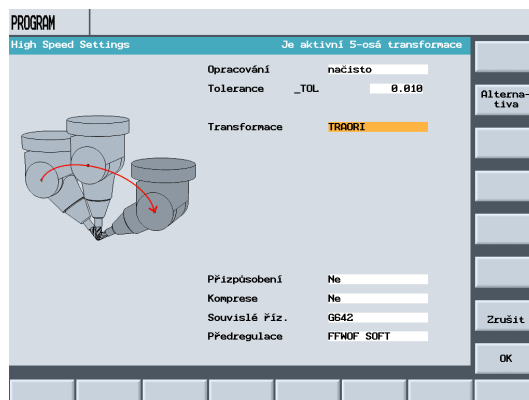 PROGRAM
High Speed Settings Je aktivní 5-osá transformace
Opracování načisto
Tolerance _TOL 0.010
Alterna-
tiva
Transformace TRAORI
Přizpůsobení Ne
Komprese Ne
Souvislé říz. G642
Zrušit
Předregulace FFWOF SOFT
OK